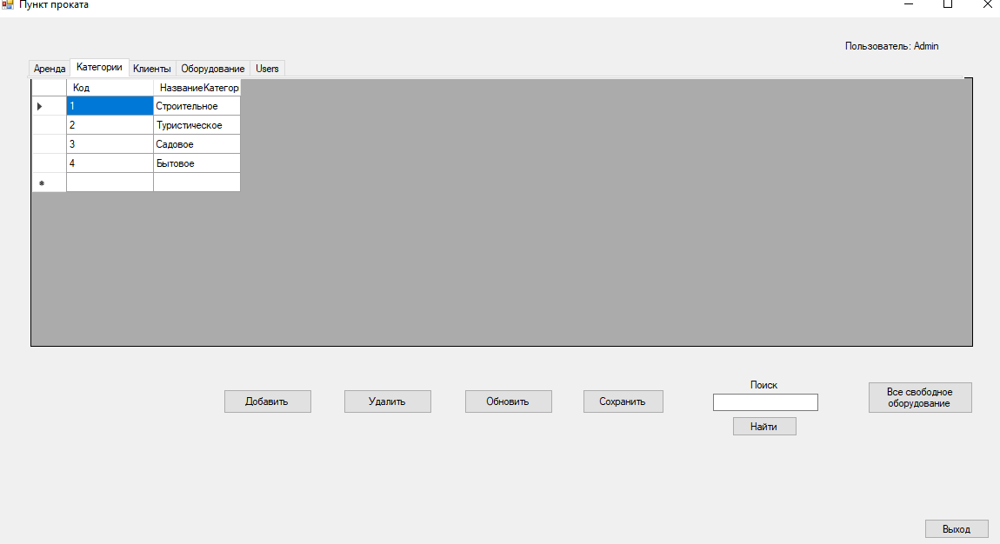 Пункт проката
Пользователь: Admin
Аренда Категории Клиенты Оборудование Users
Код НазваниеКатегор
1 Строительное
2 Туристическое
3 Садовое
4 Бытовое
Поиск
Добавить Удалить Обновить Сохранить
Все свободное
оборудование
Найти
Выход